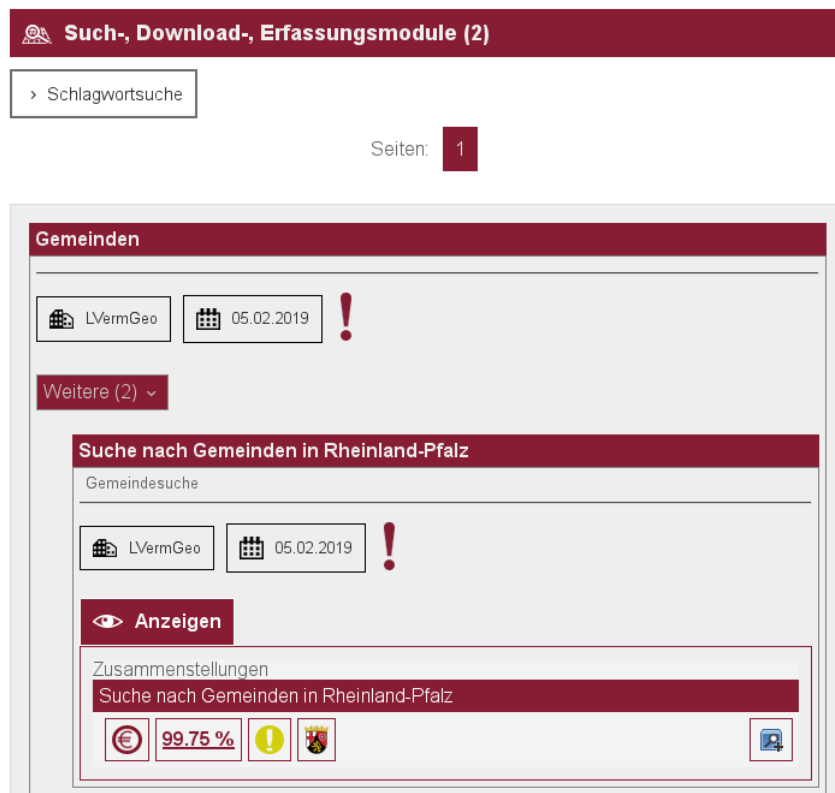 Such-, Download-, Erfassungsmodule (2)
› Schlagwortsuche
Seiten: 1
Gemeinden
LVermGeo 05.02.2019
Weitere (2)
Suche nach Gemeinden in Rheinland-Pfalz
Gemeindesuche
LVermGeo 05.02.2019
Anzeigen
Zusammenstellungen
Suche nach Gemeinden in Rheinland-Pfalz
€ 99.75 % !